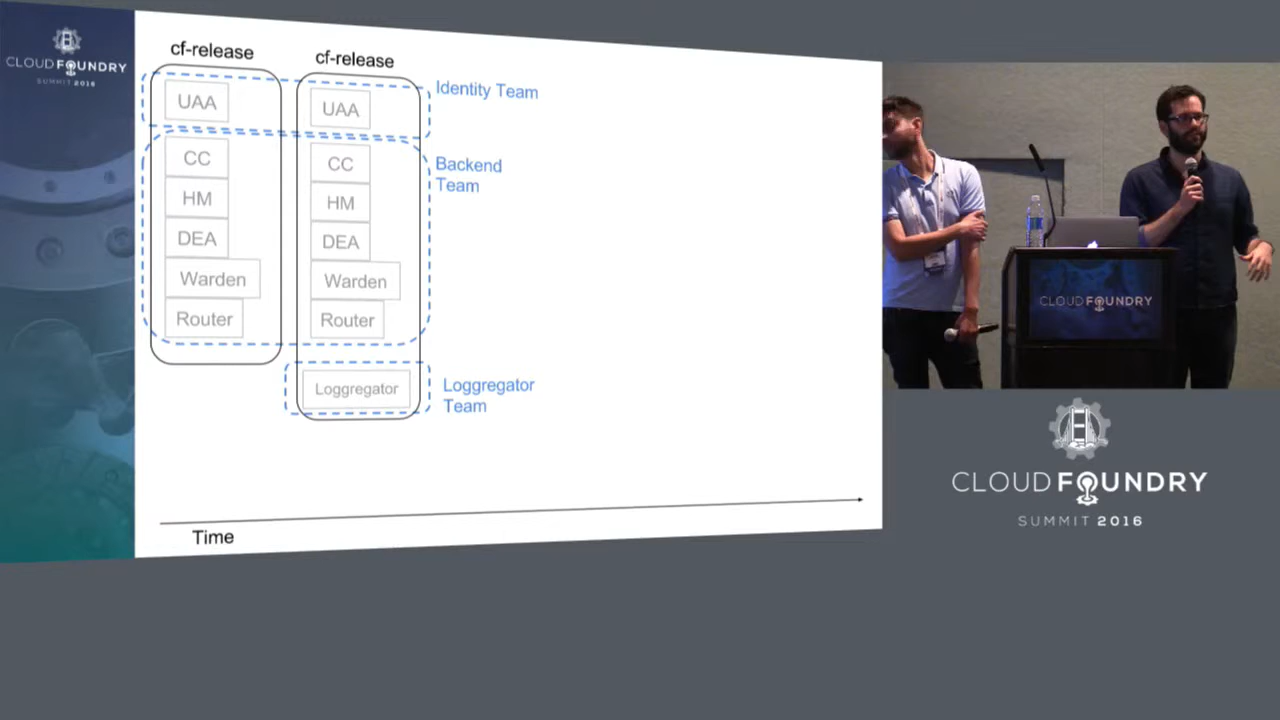 CLOUD FOUNDRY
SUMMIT 2016
cf-release
UAA
CC
HM
DEA
Warden
Router
cf-release
UAA
CC
HM
DEA
Warden
Router
Loggregator
Identity Team
Backend
Team
Loggregator
Team
Time
CLOUD FOUNDRY
CLOUD FOUNDRY
SUMMIT 2016